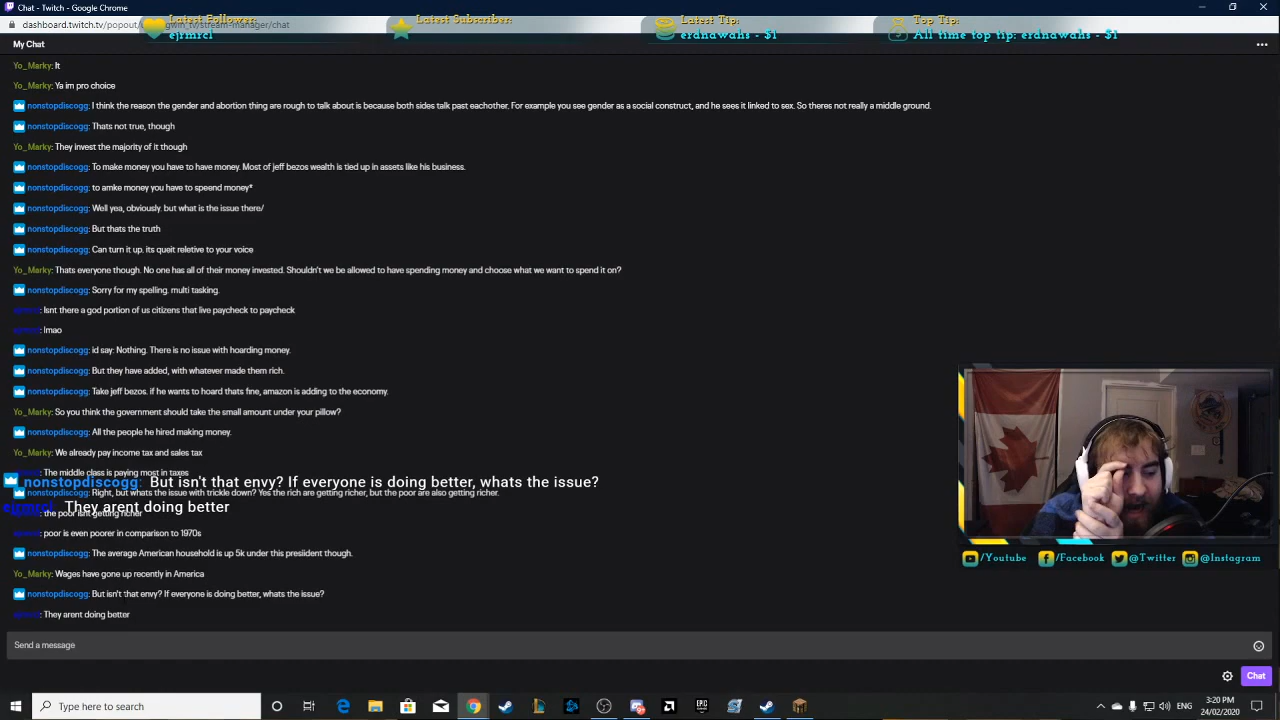 Chat - Twitch - Google Chrome
dashboard.twitch.tv/popout/
/stream-manager/chat
Latest Follower:
ejrmrcl
Latest Subscriber:
Latest Tip:
erdnawahs - $1
Top Tip:
All time top tip: erdnawahs - $1
My Chat
Yo_Marky: It
Yo_Marky: Ya im pro choice
nonstopdiscogg: I think the reason the gender and abortion thing are rough to talk about is because both sides talk past eachother. For example you see gender as a social construct, and he sees it linked to sex. So theres not really a middle ground.
nonstopdiscogg: Thats not true, though
Yo_Marky: They invest the majority of it though
nonstopdiscogg: To make money you have to have money. Most of jeff bezos wealth is tied up in assets like his business.
nonstopdiscogg: to amke money you have to speend money*
nonstopdiscogg: Well yea, obviously. but what is the issue there/
nonstopdiscogg: But thats the truth
nonstopdiscogg: Can turn it up. its queit reletive to your voice
Yo_Marky: Thats everyone though. No one has all of their money invested. Shouldn't we be allowed to have spending money and choose what we want to spend it on?
nonstopdiscogg: Sorry for my spelling. multi tasking.
ejrmrcl: Isnt there a god portion of us citizens that live paycheck to paycheck
ejrmrcl: lmao
nonstopdiscogg: id say: Nothing. There is no issue with hoarding money.
nonstopdiscogg: But they have added, with whatever made them rich.
nonstopdiscogg: Take jeff bezos. if he wants to hoard thats fne, amazon is adding to the economy.
Yo_Marky: So you think the government should take the small amount under your pillow?
nonstopdiscogg: All the people he hired making money.
Yo_Marky: We already pay income tax and sales tax
: The middle class is paying most in taxes
nonstopdiscogg: But isn't that envy? If everyone is doing better, whats the issue?
nonstopdiscogg: Right, but whats the issue with trickle down? Yes the rich are getting richer, but the poor are also getting richer.
ejrmrcl: They arent doing better
: the poor isnt getting richer
ejrmrcl: poor is even poorer in comparison to 1970s
nonstopdiscogg: The average American household is up 5k under this presiident though.
Yo_Marky: Wages have gone up recently in America
nonstopdiscogg: But isn't that envy? If everyone is doing better, whats the issue?
ejrmrcl: They arent doing better
/Youtube /Facebook @Twitter @Instagram
Send a message
Chat
Type here to search
ENG
3:20 PM
24/02/2020